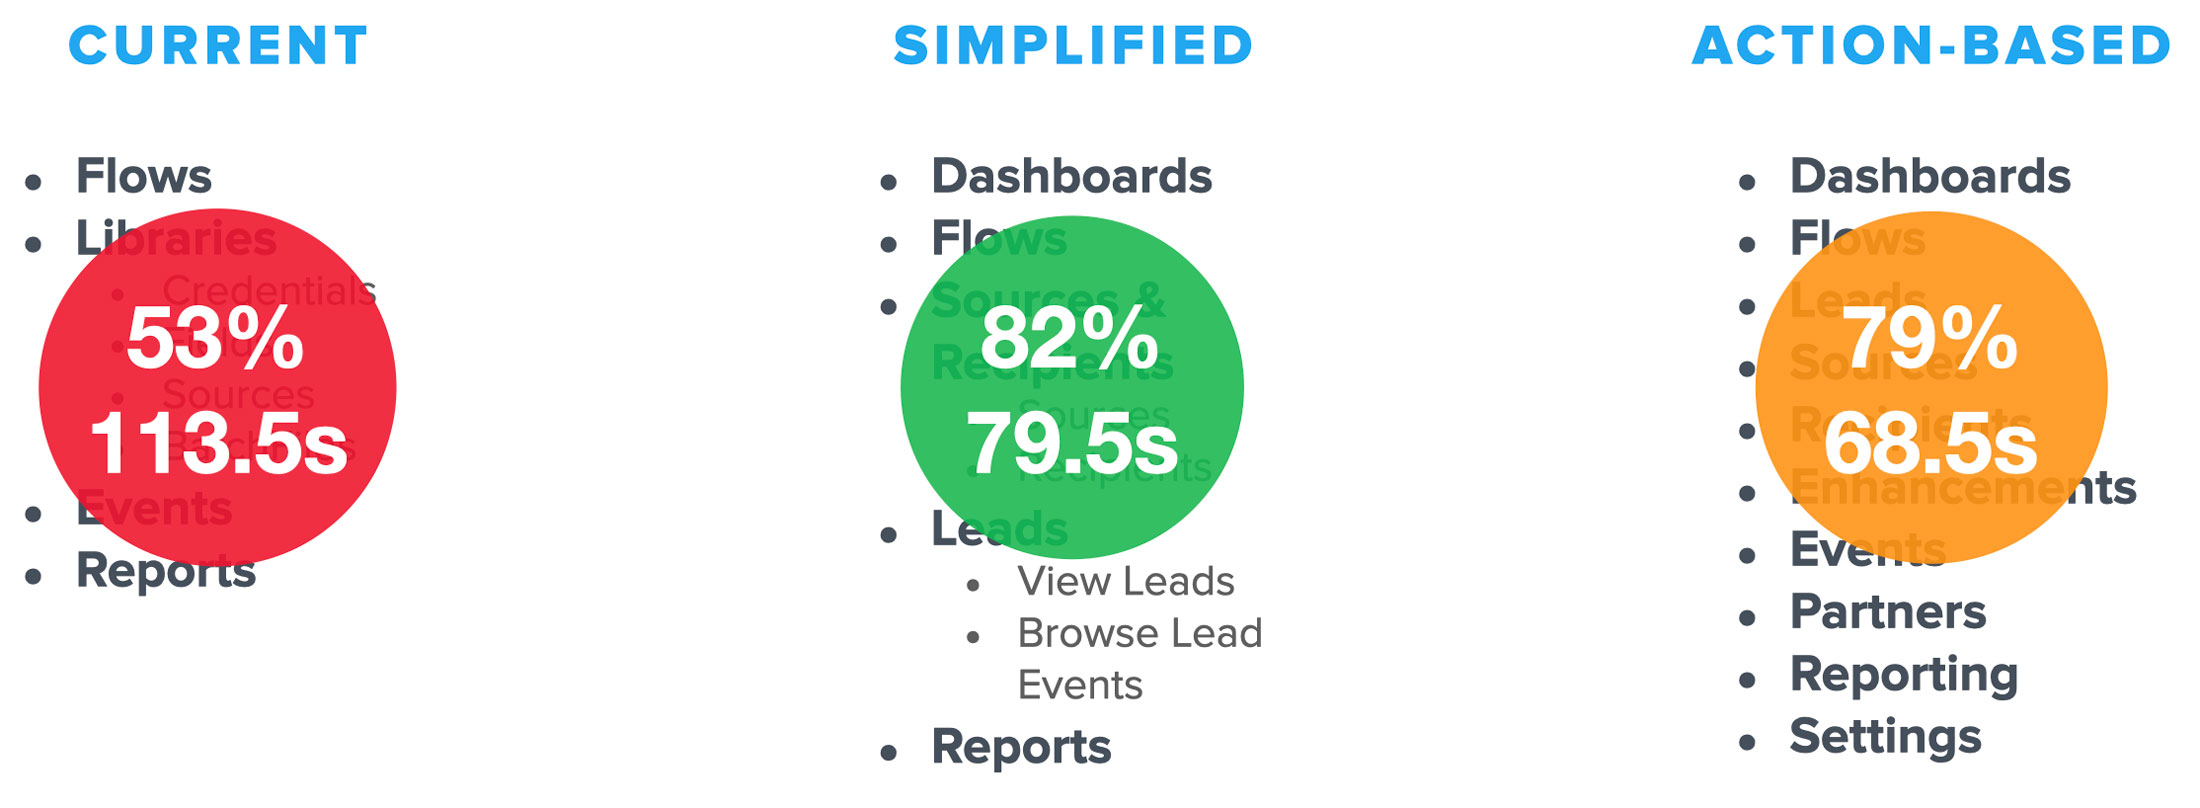 CURRENT
Flows
Libraries
Credentials
Fields
Sources
Events
Reports
53%
113.5s
SIMPLIFIED
Dashboards
Flows
Sources &
Recipients
Sources
Recipients
Leads
View Leads
Browse Lead
Events
Reports
82%
79.5s
ACTION-BASED
Dashboards
Flows
Leads
Sources
Recipients
Enhancements
Events
Partners
Reporting
Settings
79%
68.5s